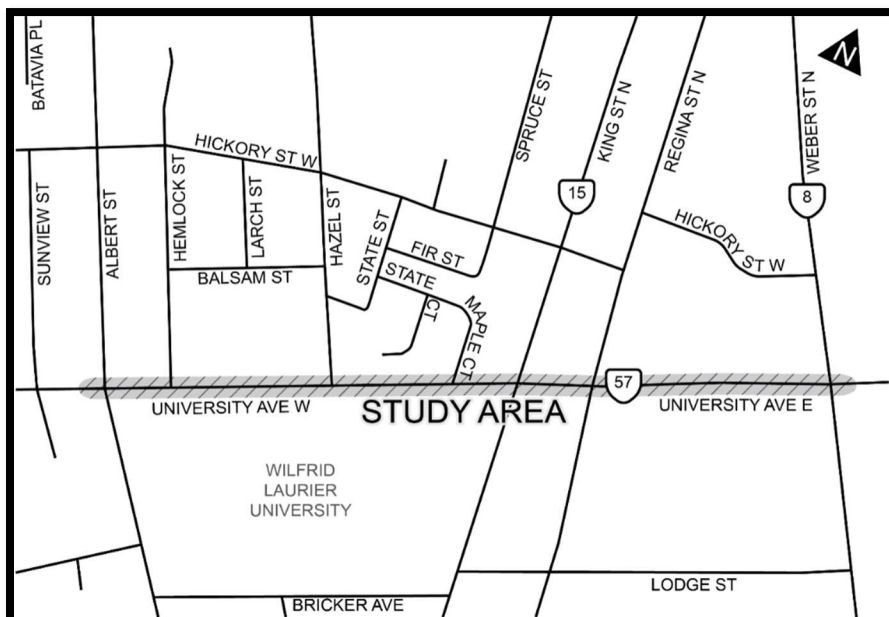 BATAVIA PL
N
SPRUCE ST
KING ST N
REGINA ST N
WEBER ST N
HICKORY ST W
15
8
SUNVIEW ST
ALBERT ST
HEMLOCK ST
LARCH ST
HAZEL ST
STATE ST
FIR ST
HICKORY ST W
BALSAM ST
STATE
CT
MAPLE CT
57
UNIVERSITY AVE W
STUDY AREA
UNIVERSITY AVE E
WILFRID
LAURIER
UNIVERSITY
LODGE ST
BRICKER AVE